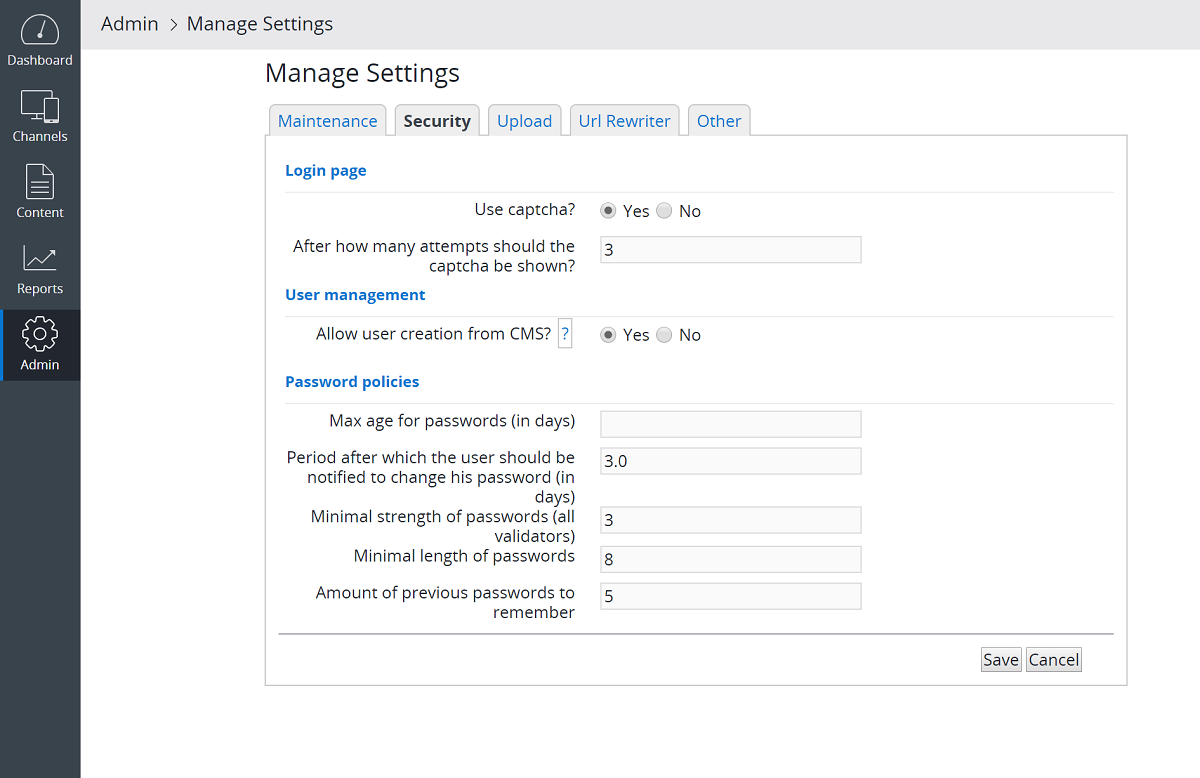 Admin > Manage Settings
Dashboard
Channels
Content
Reports
Admin
Manage Settings
Maintenance Security Upload Url Rewriter Other
Login page
Use captcha? Yes No
After how many attempts should the
captcha be shown? 3
User management
Allow user creation from CMS? ? Yes No
Password policies
Max age for passwords (in days)
Period after which the user should be
notified to change his password (in
days) 3.0
Minimal strength of passwords (all
validators) 3
Minimal length of passwords 8
Amount of previous passwords to
remember 5
Save Cancel